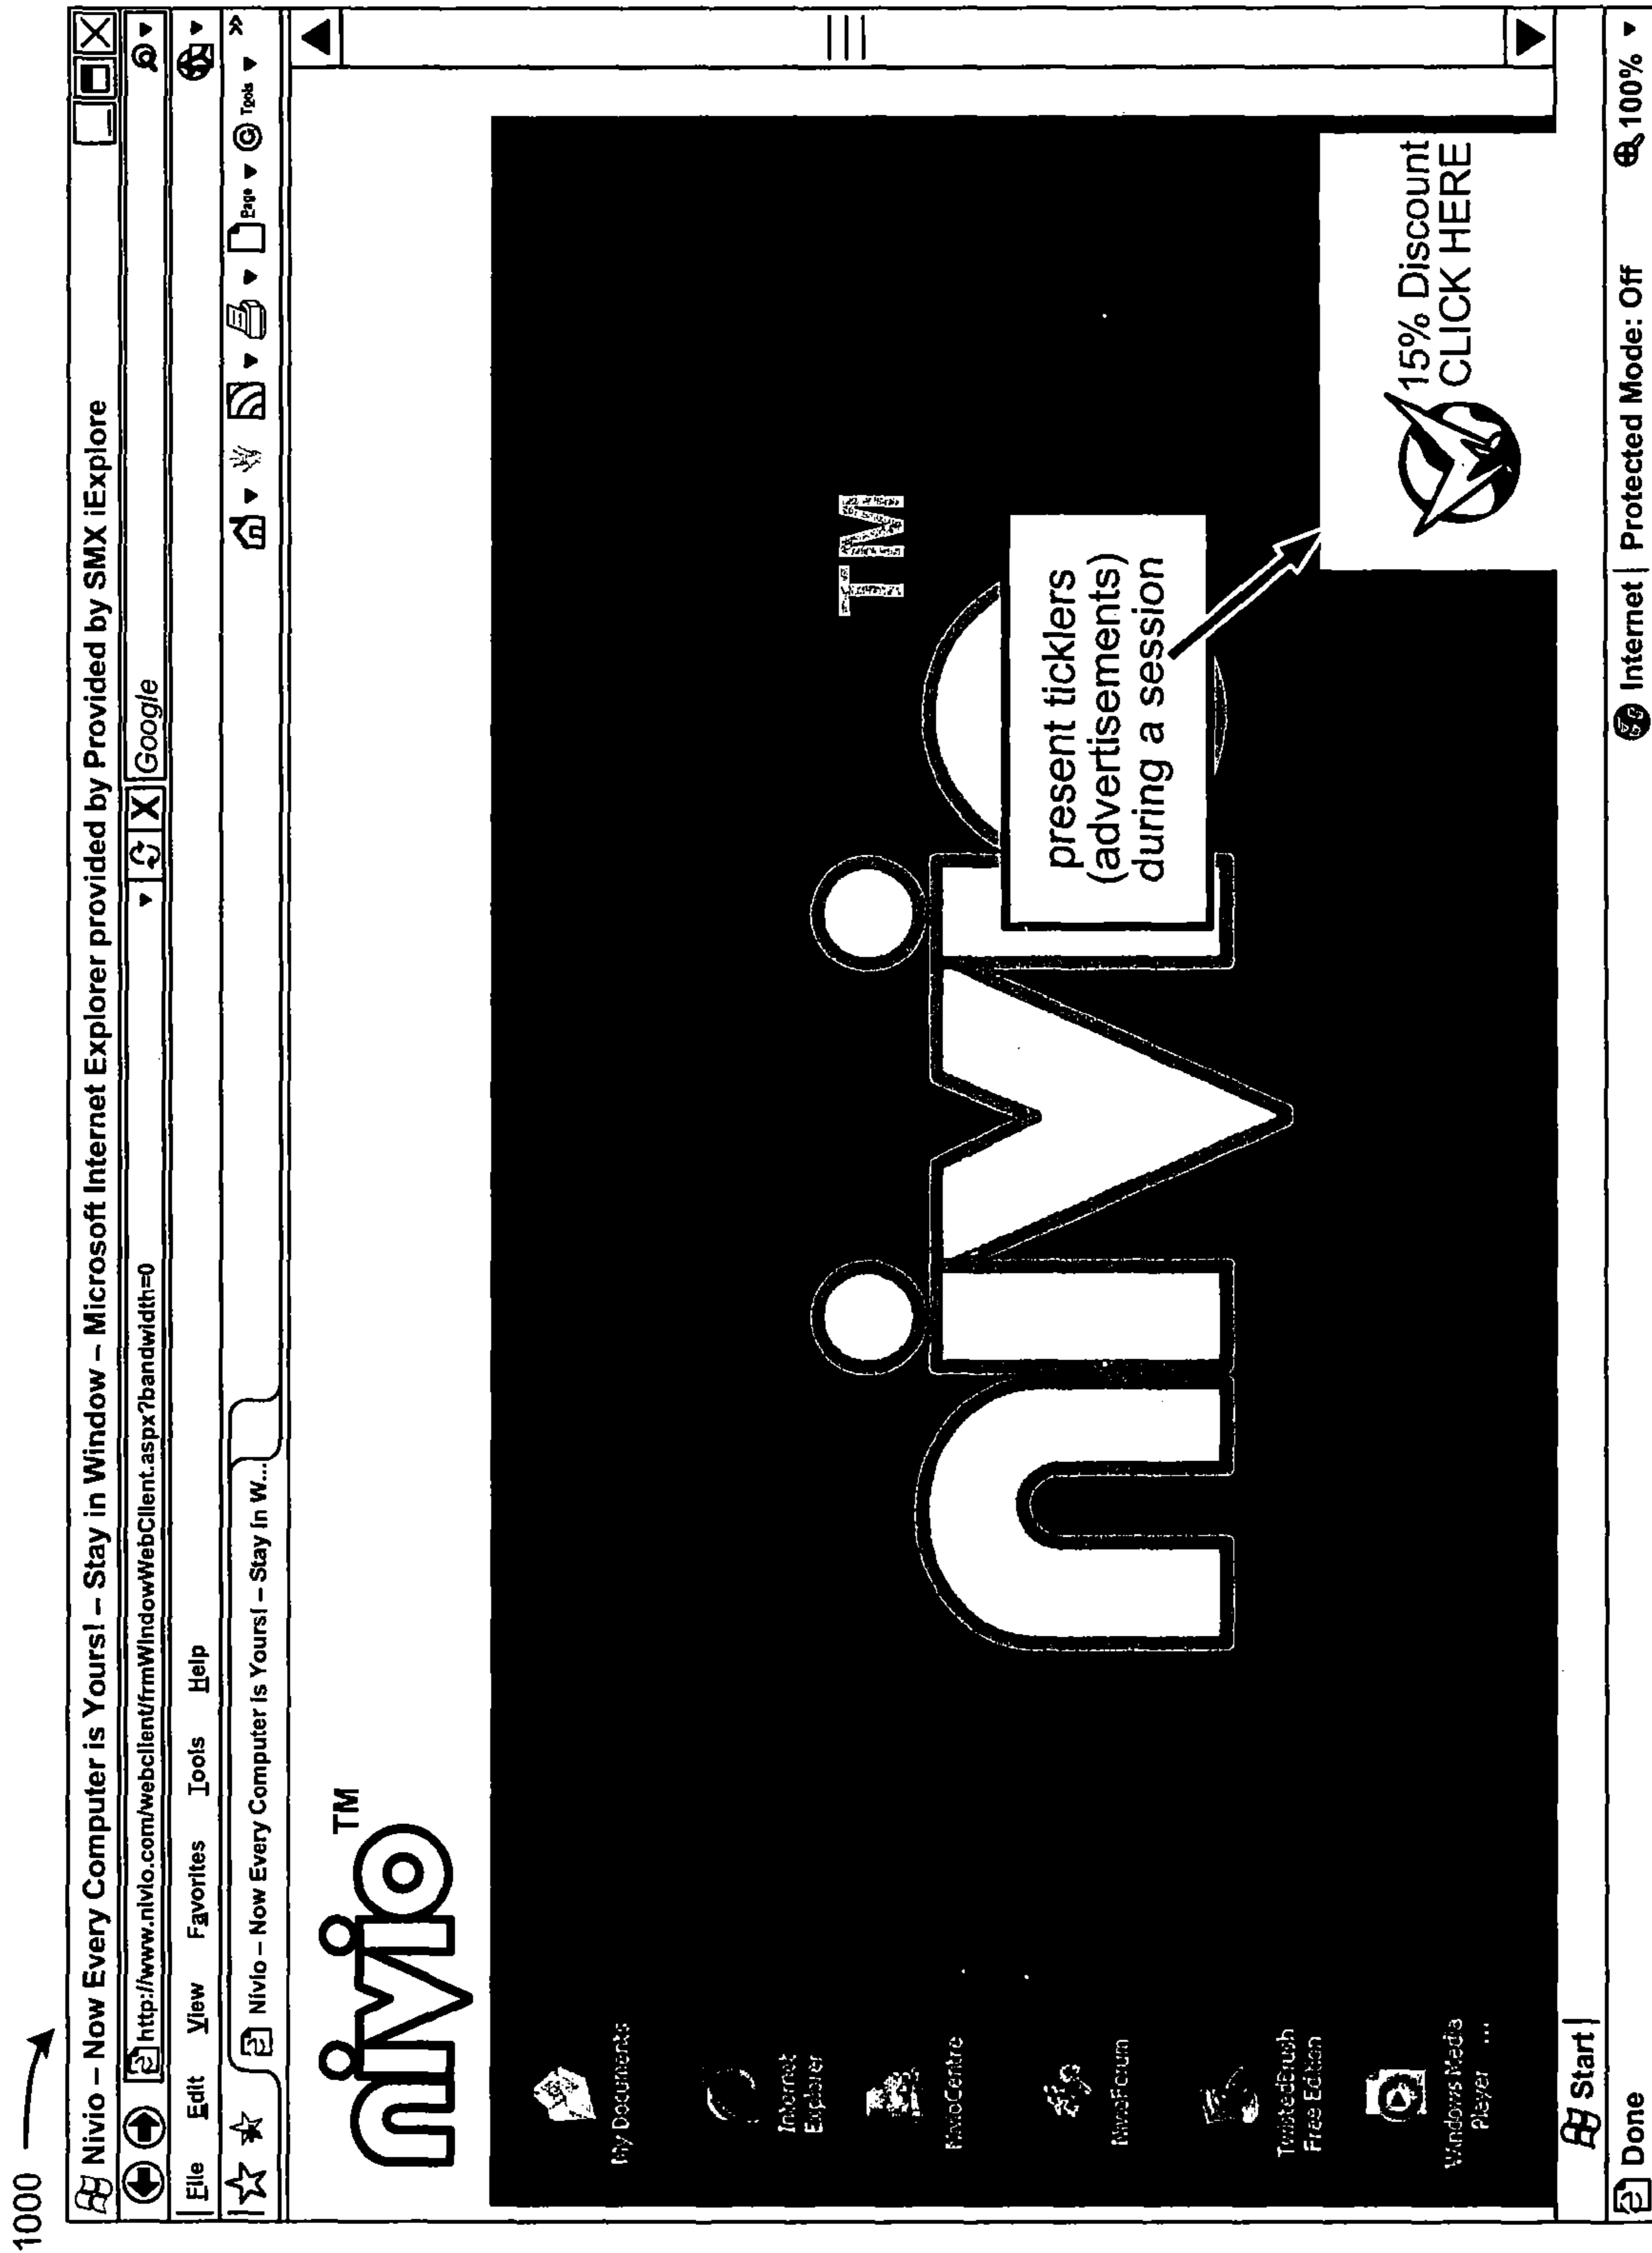 1000
Nivio – Now Every Computer is Yours! – Stay in Window – Microsoft Internet Explorer provided by Provided by SMX iExplore
http://www.nivio.com/webclient/frmWindowWebClient.aspx?bandwidth=0
Google
File Edit View Favorites Tools Help
Nivio – Now Every Computer is Yours! – Stay in W...
Page Tools »
nivio TM
My Documents
Internet
Explorer
NivioCentre
NivioForum
TwistedBrush
Free Edition
Windows Media
Player ...
nivio TM
present ticklers
(advertisements)
during a session
15% Discount
CLICK HERE
Start
Done
Internet | Protected Mode: Off
100%